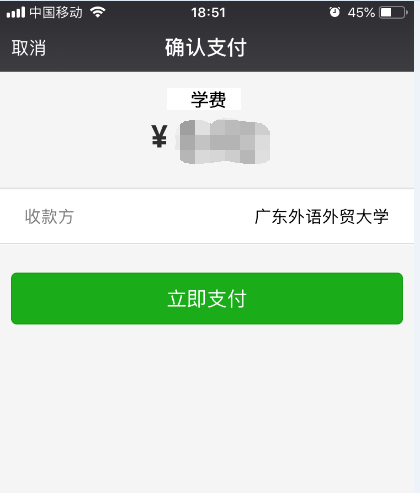 中国移动 18:51 45%
取消 确认支付
学费
¥
收款方 广东外语外贸大学
立即支付